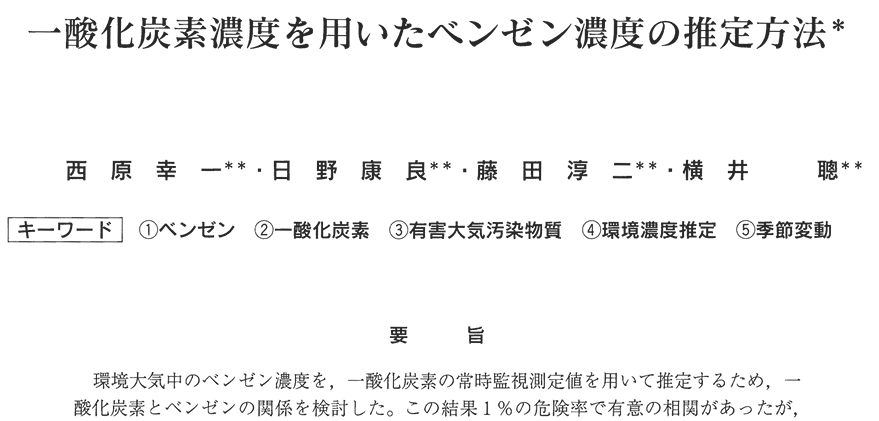 一酸化炭素濃度を用いたベンゼン濃度の推定方法*
西原幸一**・日野康良**・藤田淳二**・横井聰**
キーワード ①ベンゼン ②一酸化炭素 ③有害大気汚染物質 ④環境濃度推定 ⑤季節変動
要旨
環境大気中のベンゼン濃度を，一酸化炭素の常時監視測定値を用いて推定するため，一
酸化炭素とベンゼンの関係を検討した。この結果1％の危険率で有意の相関があったが，